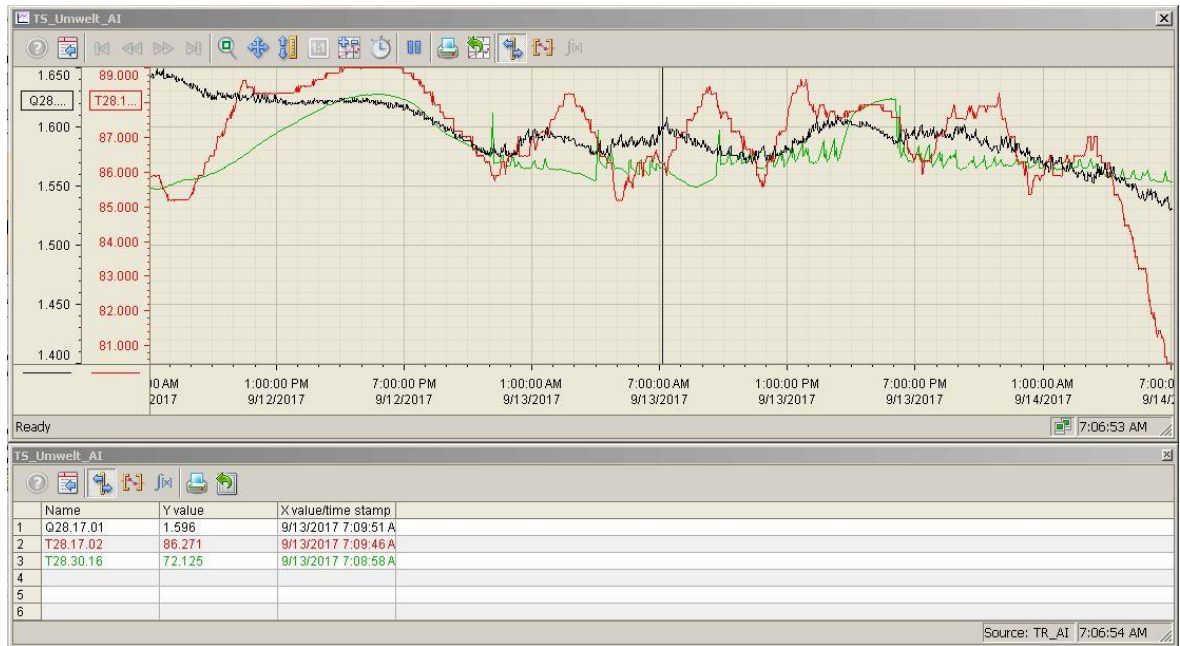 TS_Umwelt_AI
1.650 89.000
Q28.... T28.1...
1.600 87.000
86.000
1.550
85.000
1.500 84.000
83.000
1.450
82.000
1.400 81.000
00 AM 1:00:00 PM 7:00:00 PM 1:00:00 AM 7:00:00 AM 1:00:00 PM 7:00:00 PM 1:00:00 AM 7:00:0
2017 9/12/2017 9/12/2017 9/13/2017 9/13/2017 9/13/2017 9/13/2017 9/14/2017 9/14/2
Ready 7:06:53 AM
TS_Umwelt_AI
Name Y value X value/time stamp
1 Q28.17.01 1.596 9/13/2017 7:09:51 A
2 T28.17.02 86.271 9/13/2017 7:09:46 A
3 T28.30.16 72.125 9/13/2017 7:08:58 A
4
5
6
Source: TR_AI 7:06:54 AM